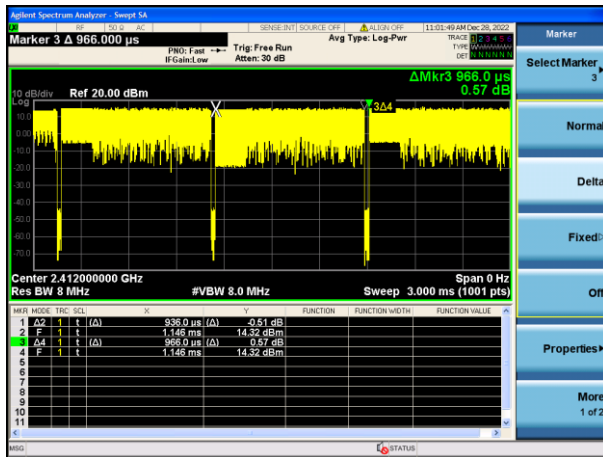 Agilent Spectrum Analyzer - Swept SA
RF 50 Ω AC SENSE:INT SOURCE OFF ALIGN OFF 11:01:49 AM Dec 28, 2022
Marker 3 Δ 966.000 μs
PNO: Fast
IFGain:Low
Trig: Free Run
Atten: 30 dB
Avg Type: Log-Pwr
TRACE 1 2 3 4 5 6
TYPE
DET N N N N N N
Marker
Select Marker
3
Normal
Delta
Fixed
Off
Properties
More
1 of 2
ΔMkr3 966.0 μs
0.57 dB
10 dB/div Ref 20.00 dBm
Log
10.0
0.00
-10.0
-20.0
-30.0
-40.0
-50.0
-60.0
-70.0
3Δ4
Center 2.412000000 GHz Span 0 Hz
Res BW 8 MHz #VBW 8.0 MHz Sweep 3.000 ms (1001 pts)
MKR MODE TRC SCL X Y FUNCTION FUNCTION WIDTH FUNCTION VALUE
1 Δ2 1 t (Δ) 936.0 μs (Δ) -0.51 dB
2 F 1 t 1.146 ms 14.32 dBm
3 Δ4 1 t (Δ) 966.0 μs (Δ) 0.57 dB
4 F 1 t 1.146 ms 14.32 dBm
5
6
7
8
9
10
11
MSG STATUS